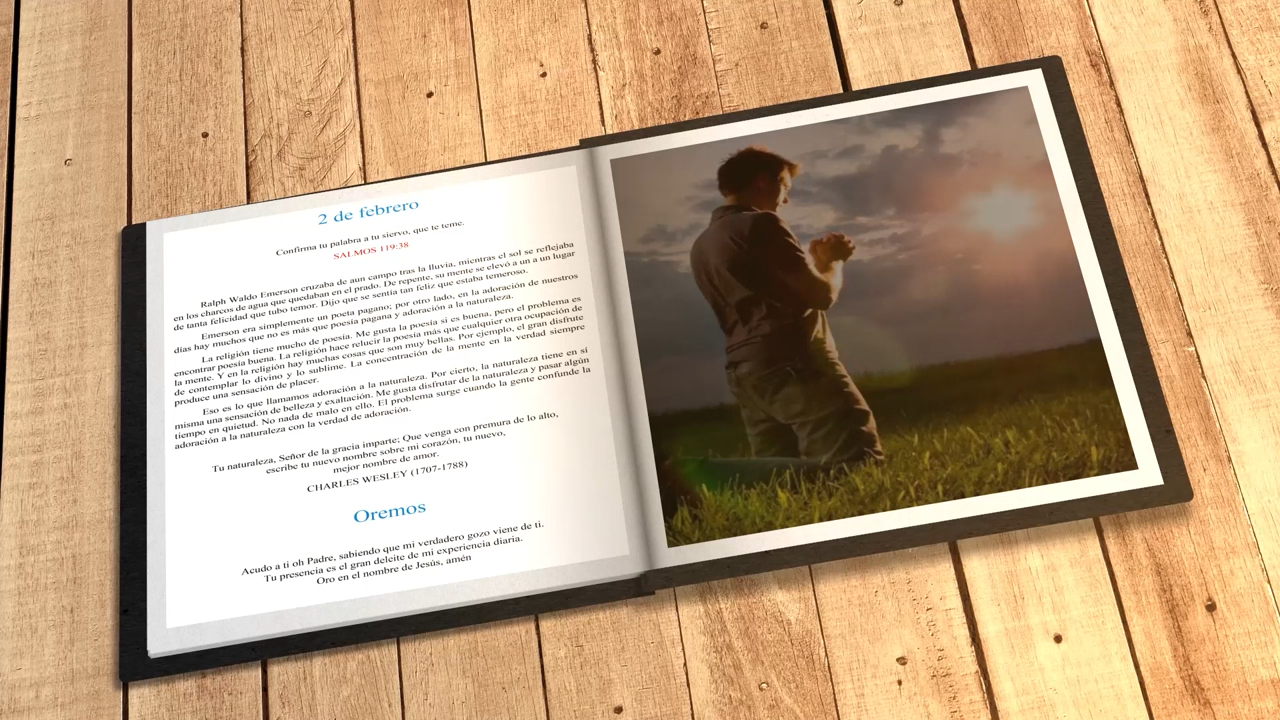 2 de febrero
Confirma tu palabra a tu siervo, que te teme.
SALMOS 119:38
Ralph Waldo Emerson cruzaba de aun campo tras la lluvia, mientras el sol se reflejaba
en los charcos de agua que quedaban en el prado. De repente, su mente se elevó a un a un lugar
de tanta felicidad que tubo temor. Dijo que se sentía tan feliz que estaba temeroso.
Emerson era simplemente un poeta pagano; por otro lado, en la adoración de nuestros
días hay muchos que no es más que poesía pagana y adoración a la naturaleza.
La religión tiene mucho de poesía. Me gusta la poesía si es buena, pero el problema es
encontrar poesía buena. La religión hace relucir la poesía más que cualquier otra ocupación de
la mente. Y en la religión hay muchas cosas que son muy bellas. Por ejemplo, el gran disfrute
de contemplar lo divino y lo sublime. La concentración de la mente en la verdad siempre
produce una sensación de placer.
Eso es lo que llamamos adoración a la naturaleza. Por cierto, la naturaleza tiene en sí
misma una sensación de belleza y exaltación. Me gusta disfrutar de la naturaleza y pasar algún
tiempo en quietud. No nada de malo en ello. El problema surge cuando la gente confunde la
adoración a la naturaleza con la verdad de adoración.
Tu naturaleza, Señor de la gracia imparte; Que venga con premura de lo alto,
escribe tu nuevo nombre sobre mi corazón, tu nuevo,
mejor nombre de amor.
CHARLES WESLEY (1707-1788)
Oremos
Acudo a ti oh Padre, sabiendo que mi verdadero gozo viene de ti.
Tu presencia es el gran deleite de mi experiencia diaria.
Oro en el nombre de Jesús, amén